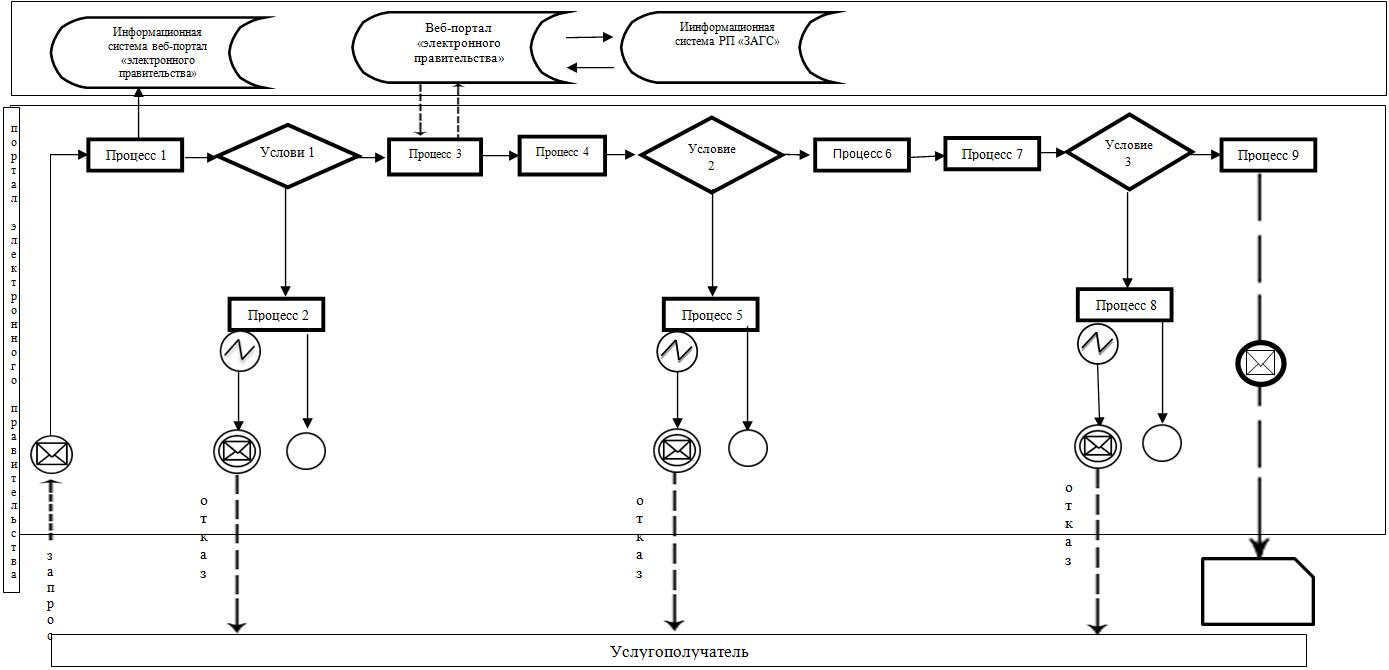 Информационная
система веб-портал
«электронного
правительства»
Веб-портал
«электронного
правительства»
Иинформационная
система РП «ЗАГС»
портал электронного правительства
Процесс 1
Услови 1
Процесс 3
Процесс 4
Условие
2
Процесс 6
Процесс 7
Условие
3
Процесс 9
Процесс 2
Процесс 5
Процесс 8
отказ
отказ
отказ
запрос
Услугополучатель